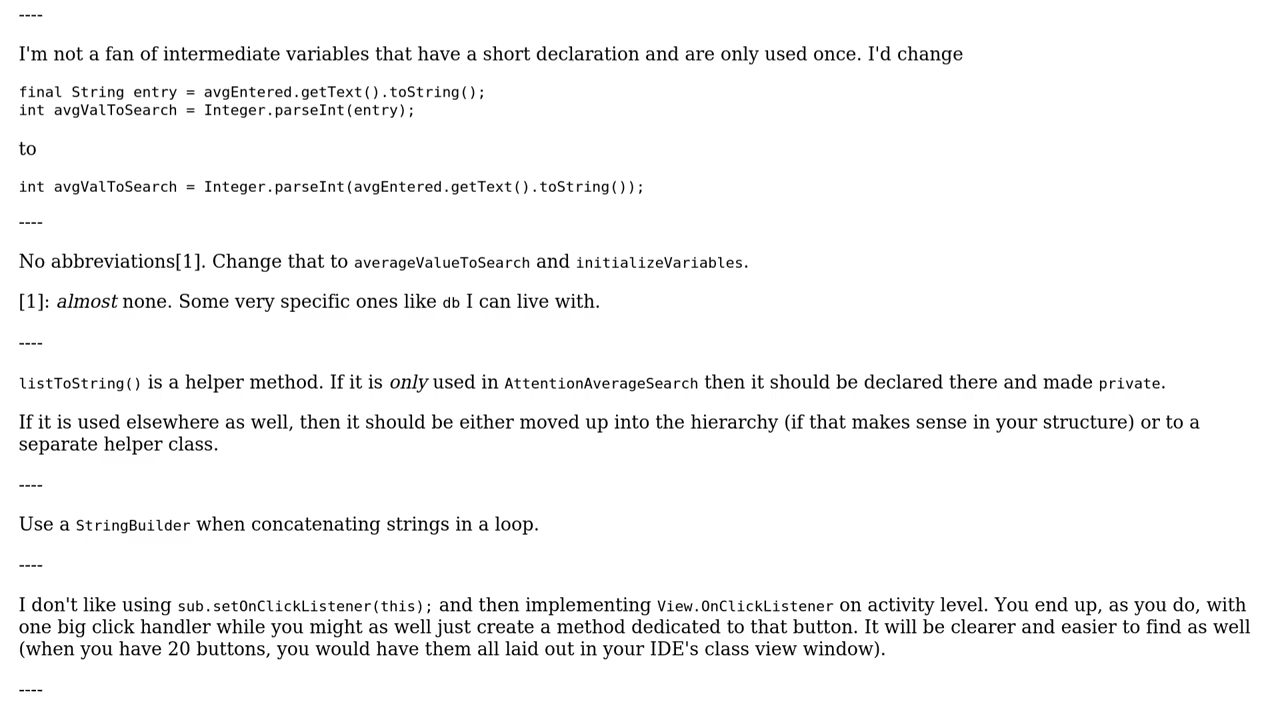 ----
I'm not a fan of intermediate variables that have a short declaration and are only used once. I'd change
final String entry = avgEntered.getText().toString();
int avgValToSearch = Integer.parseInt(entry);
to
int avgValToSearch = Integer.parseInt(avgEntered.getText().toString());
----
No abbreviations[1]. Change that to averageValueToSearch and initializeVariables.
[1]: almost none. Some very specific ones like db I can live with.
----
listToString() is a helper method. If it is only used in AttentionAverageSearch then it should be declared there and made private.
If it is used elsewhere as well, then it should be either moved up into the hierarchy (if that makes sense in your structure) or to a
separate helper class.
----
Use a StringBuilder when concatenating strings in a loop.
----
I don't like using sub.setOnClickListener(this); and then implementing View.OnClickListener on activity level. You end up, as you do, with
one big click handler while you might as well just create a method dedicated to that button. It will be clearer and easier to find as well
(when you have 20 buttons, you would have them all laid out in your IDE's class view window).
----